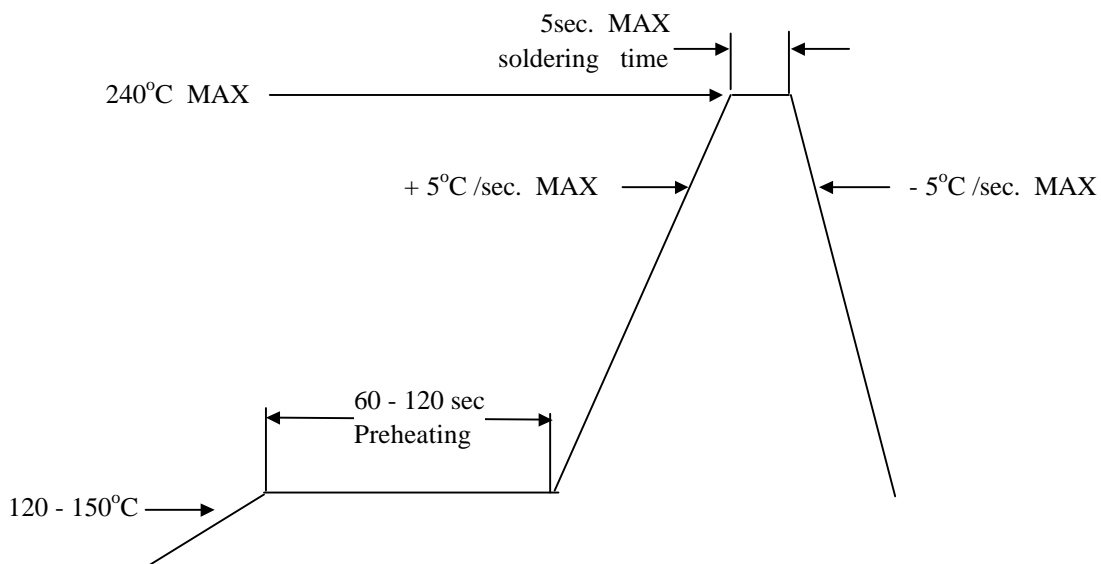 5sec. MAX
soldering time
240°C MAX
+ 5°C /sec. MAX
- 5°C /sec. MAX
60 - 120 sec
Preheating
120 - 150°C